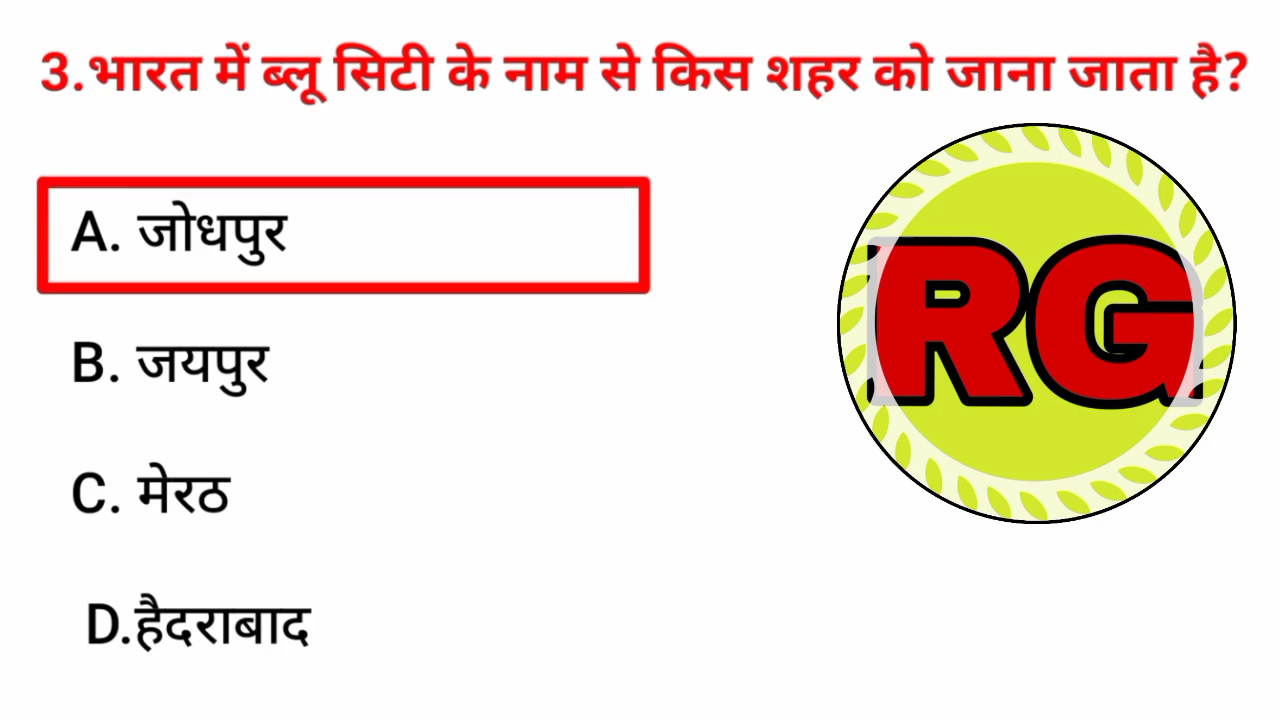 3.भारत में ब्लू सिटी के नाम से किस शहर को जाना जाता है?
A. जोधपुर
B. जयपुर
C. मेरठ
D.हैदराबाद
RG